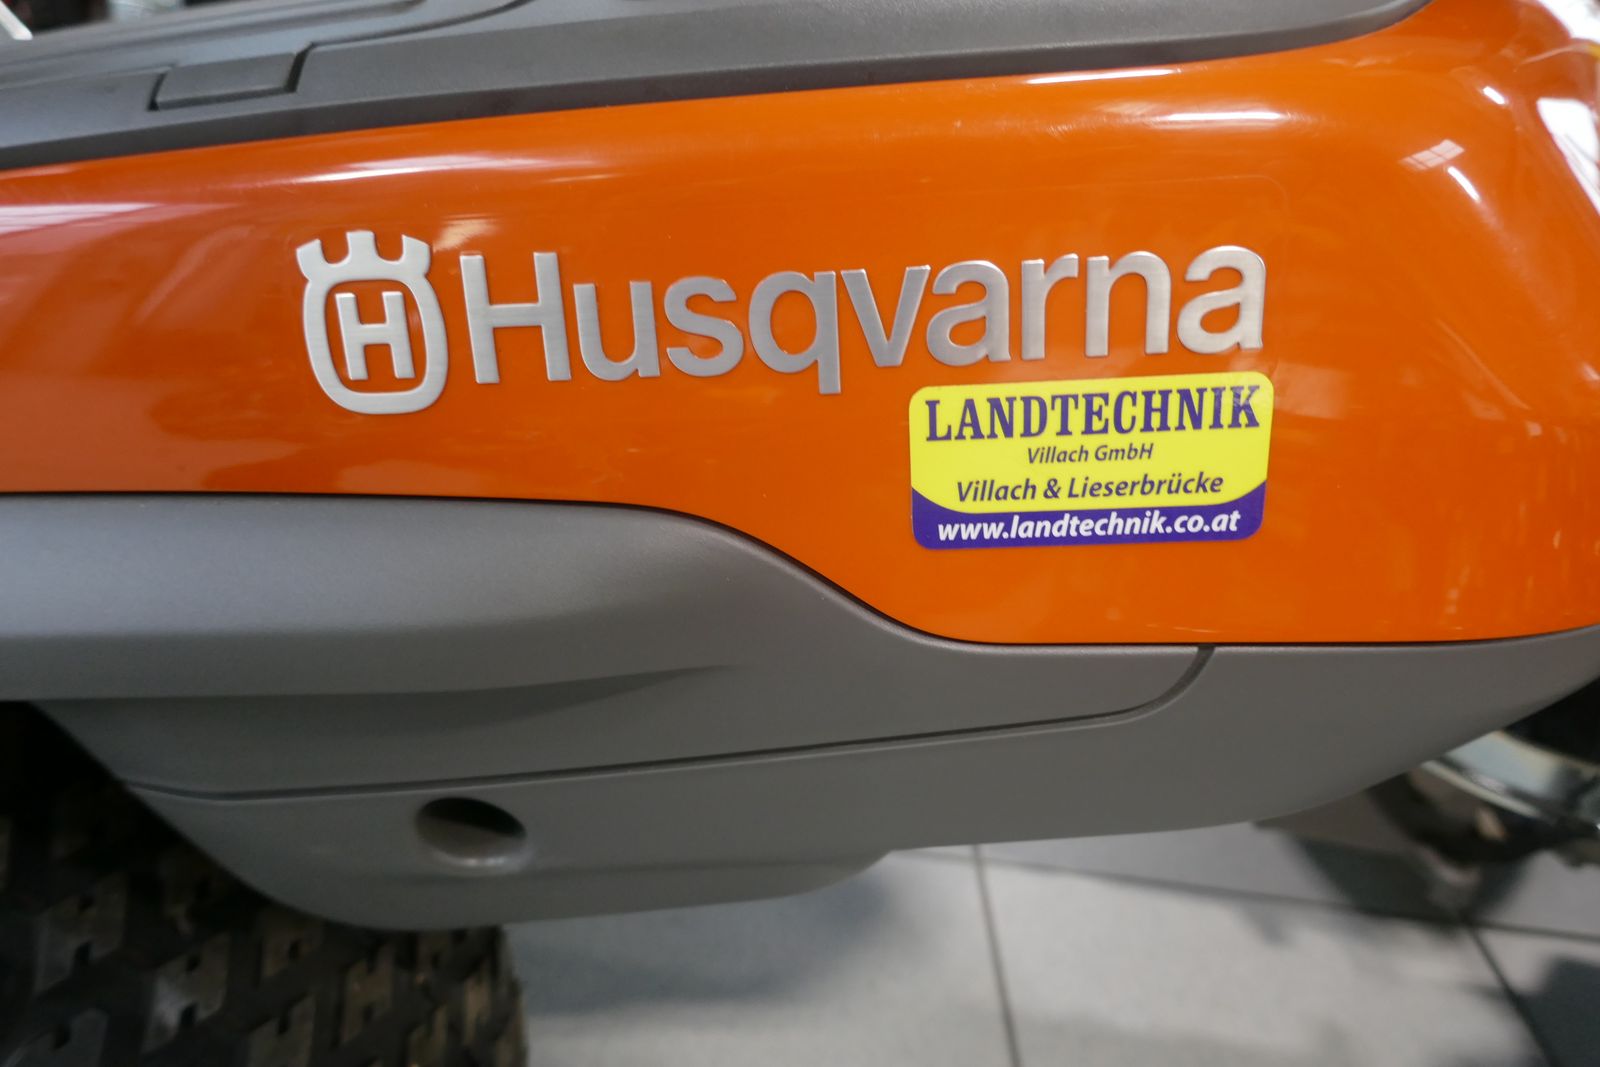 H Husqvarna
LANDTECHNIK
Villach GmbH
Villach & Lieserbrücke
www.landtechnik.co.at